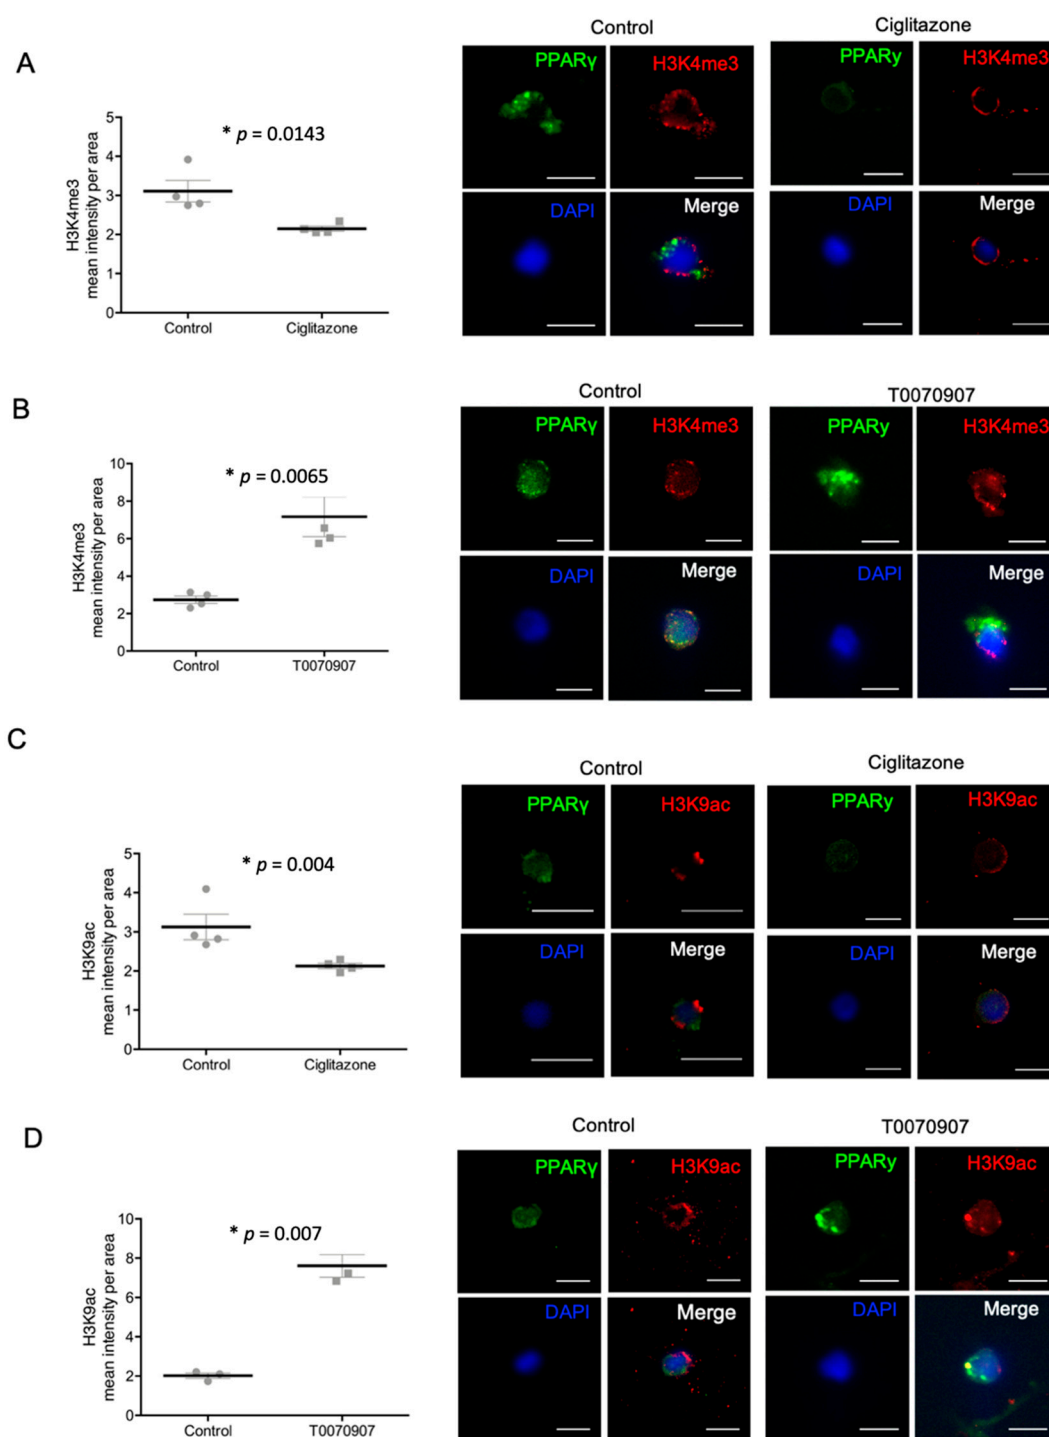 A
Control
Ciglitazone
H3K4me3
mean intensity per area
5
4
3
2
1
0
* p = 0.0143
Control
Ciglitazone
PPARγ
H3K4me3
PPARy
H3K4me3
DAPI
Merge
DAPI
Merge
B
Control
T0070907
H3K4me3
mean intensity per area
10
8
6
4
2
0
* p = 0.0065
Control
T0070907
PPARγ
H3K4me3
PPARy
H3K4me3
DAPI
Merge
DAPI
Merge
C
Control
Ciglitazone
H3K9ac
mean intensity per area
5
4
3
2
1
0
* p = 0.004
Control
Ciglitazone
PPARγ
H3K9ac
PPARy
H3K9ac
DAPI
Merge
DAPI
Merge
D
Control
T0070907
H3K9ac
mean intensity per area
10
8
6
4
2
0
* p = 0.007
Control
T0070907
PPARγ
H3K9ac
PPARy
H3K9ac
DAPI
Merge
DAPI
Merge